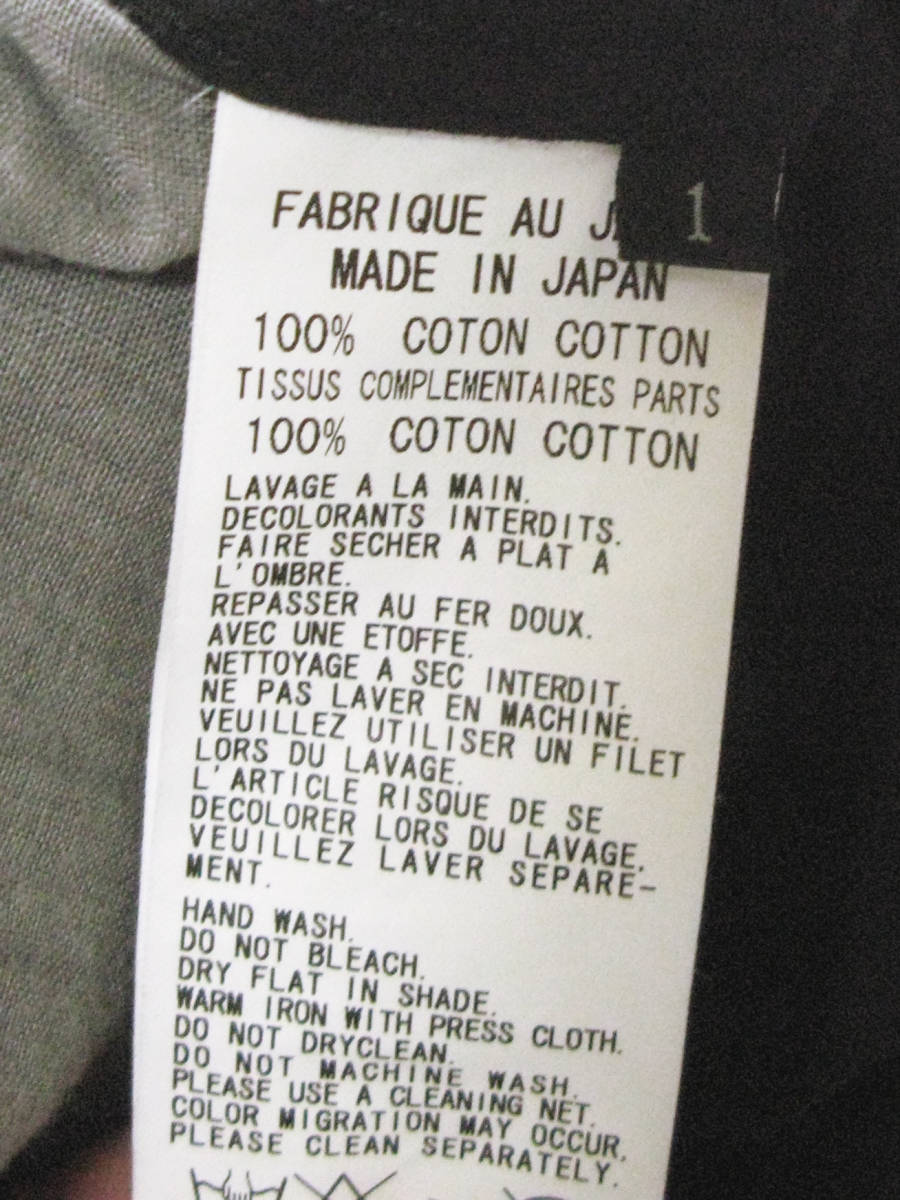 1
FABRIQUE AU
MADE IN JAPAN
100% COTON COTTON
TISSUS COMPLEMENTAIRES PARTS
100% COTON COTTON
LAVAGE A LA MAIN.
DECOLORANTS INTERDITS.
FAIRE SECHER A PLAT A
L'OMBRE.
REPASSER AU FER DOUX.
AVEC UNE ETOFFE.
NETTOYAGE A SEC INTERDIT.
NE PAS LAVER EN MACHINE.
VEUILLEZ UTILISER UN FILET
LORS DU LAVAGE.
L'ARTICLE RISQUE DE SE
DECOLORER LORS DU LAVAGE.
VEUILLEZ LAVER SEPARE-
MENT.
HAND WASH.
DO NOT BLEACH.
DRY FLAT IN SHADE.
WARM IRON WITH PRESS CLOTH.
DO NOT DRYCLEAN.
DO NOT MACHINE WASH.
PLEASE USE A CLEANING NET.
COLOR MIGRATION MAY OCCUR.
PLEASE CLEAN SEPARATELY.